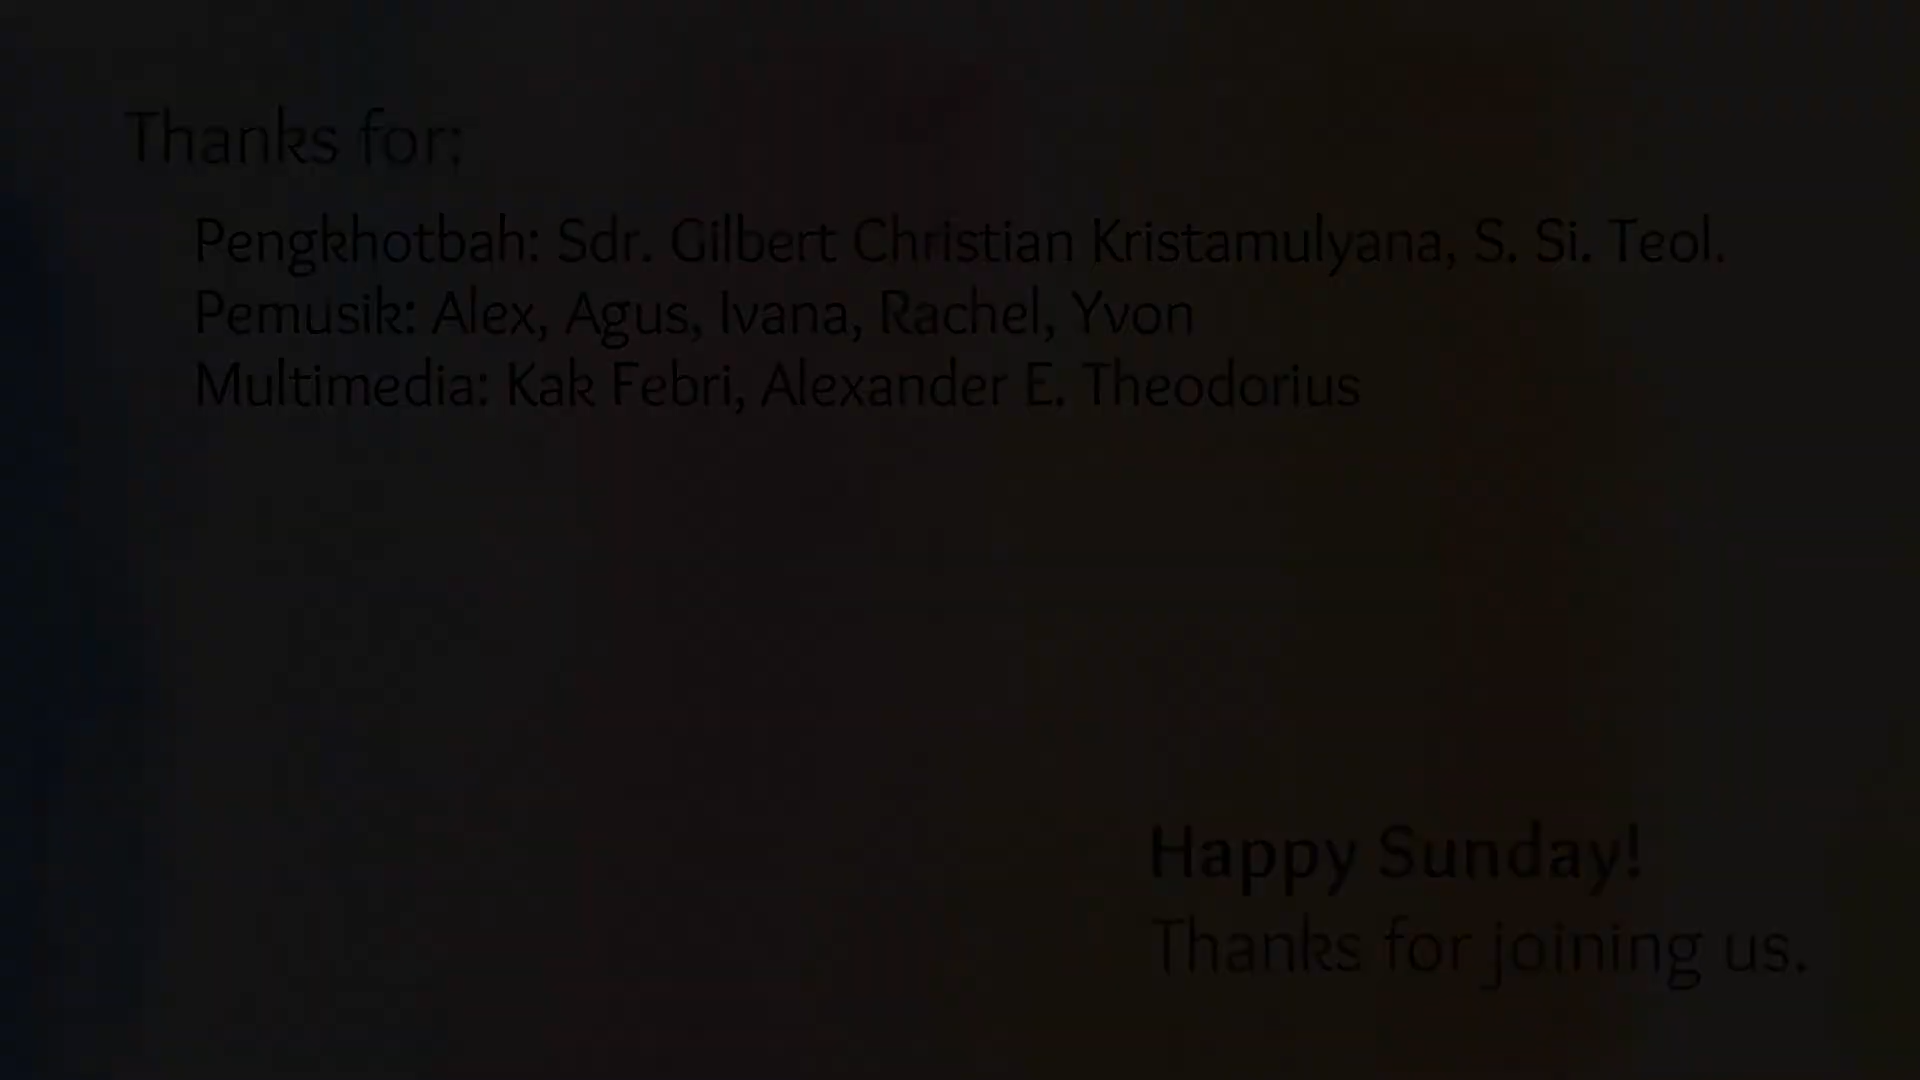 Thanks for:
Pengkhotbah: Sdr. Gilbert Christian Kristamulyana, S. Si. Teol.
Pemusik: Alex, Agus, Ivana, Rachel, Yvon
Multimedia: Kak Febri, Alexander E. Theodorius
Happy Sunday!
Thanks for joining us.